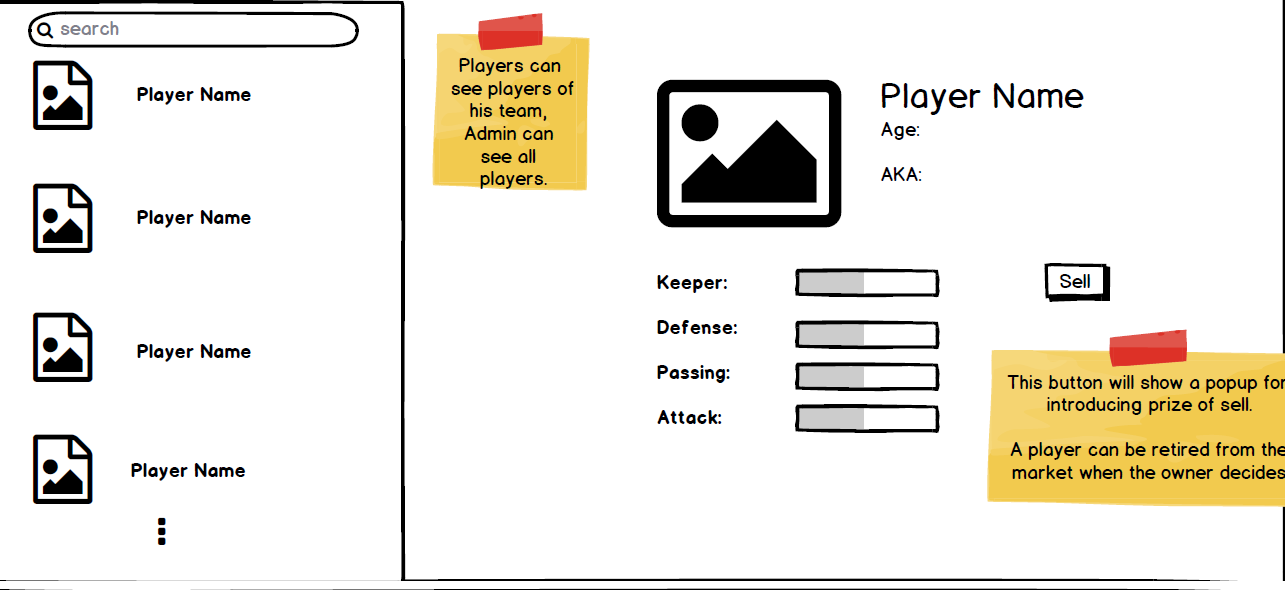 search
Player Name
Player Name
Player Name
Player Name
Players can
see players of
his team,
Admin can
see all
players.
Player Name
Age:
AKA:
Keeper:
Defense:
Passing:
Attack:
Sell
This button will show a popup for
introducing prize of sell.
A player can be retired from the
market when the owner decides